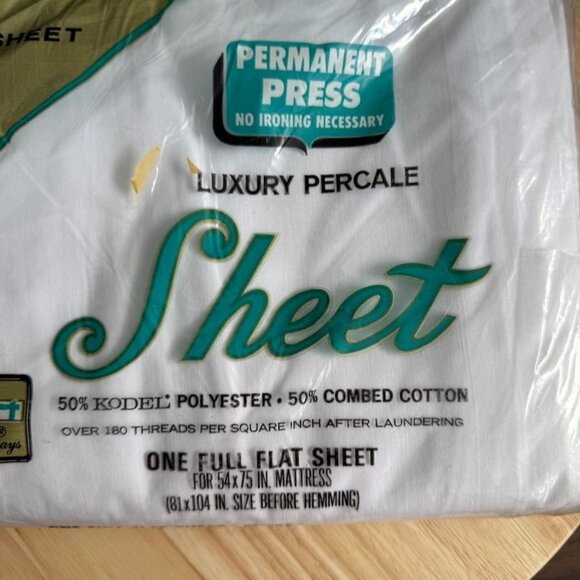 SHEET
PERMANENT
PRESS
NO IRONING NECESSARY
LUXURY PERCALE
Sheet
50% KODEL® POLYESTER • 50% COMBED COTTON
OVER 180 THREADS PER SQUARE INCH AFTER LAUNDERING
ONE FULL FLAT SHEET
FOR 54x75 IN. MATTRESS
(81x104 IN. SIZE BEFORE HEMMING)